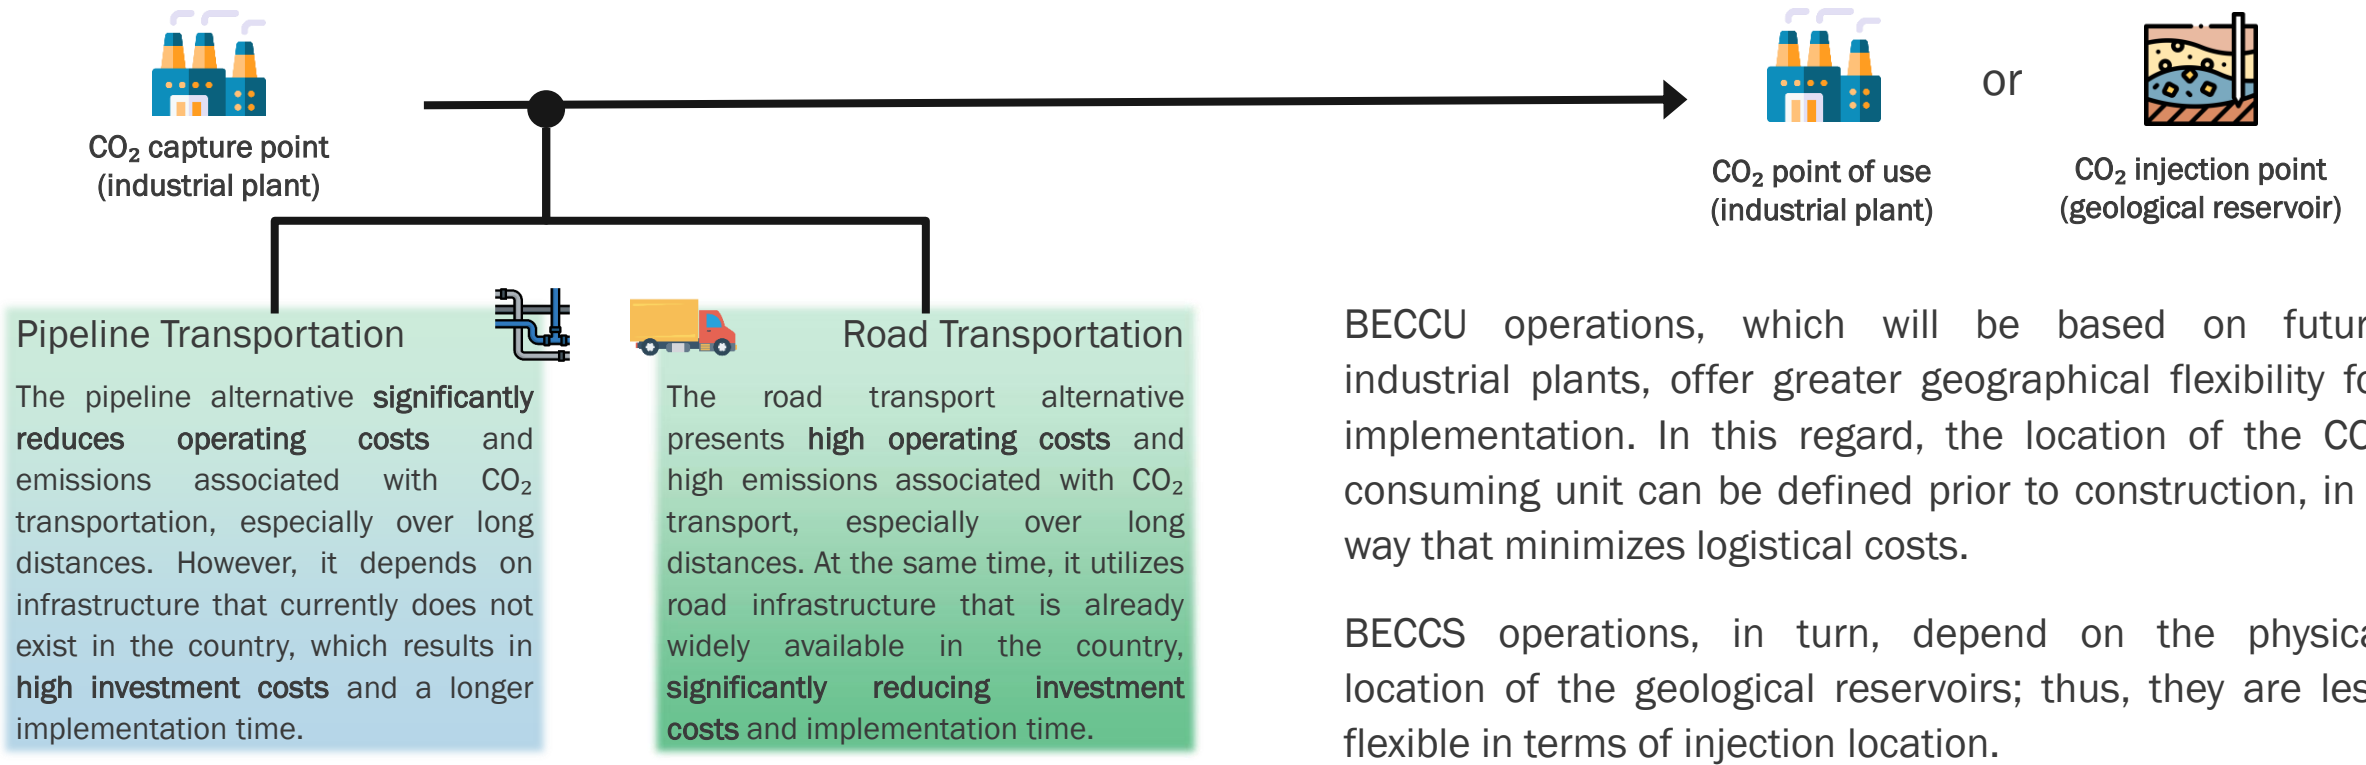 or
CO₂ capture point
(industrial plant)
CO₂ point of use
(industrial plant)
CO₂ injection point
(geological reservoir)
Pipeline Transportation
The pipeline alternative significantly
reduces operating costs and
emissions associated with CO₂
transportation, especially over long
distances. However, it depends on
infrastructure that currently does not
exist in the country, which results in
high investment costs and a longer
implementation time.
Road Transportation
The road transport alternative
presents high operating costs and
high emissions associated with CO₂
transport, especially over long
distances. At the same time, it utilizes
road infrastructure that is already
widely available in the country,
significantly reducing investment
costs and implementation time.
BECCU operations, which will be based on futur
industrial plants, offer greater geographical flexibility fo
implementation. In this regard, the location of the CO
consuming unit can be defined prior to construction, in
way that minimizes logistical costs.
BECCS operations, in turn, depend on the physica
location of the geological reservoirs; thus, they are les
flexible in terms of injection location.